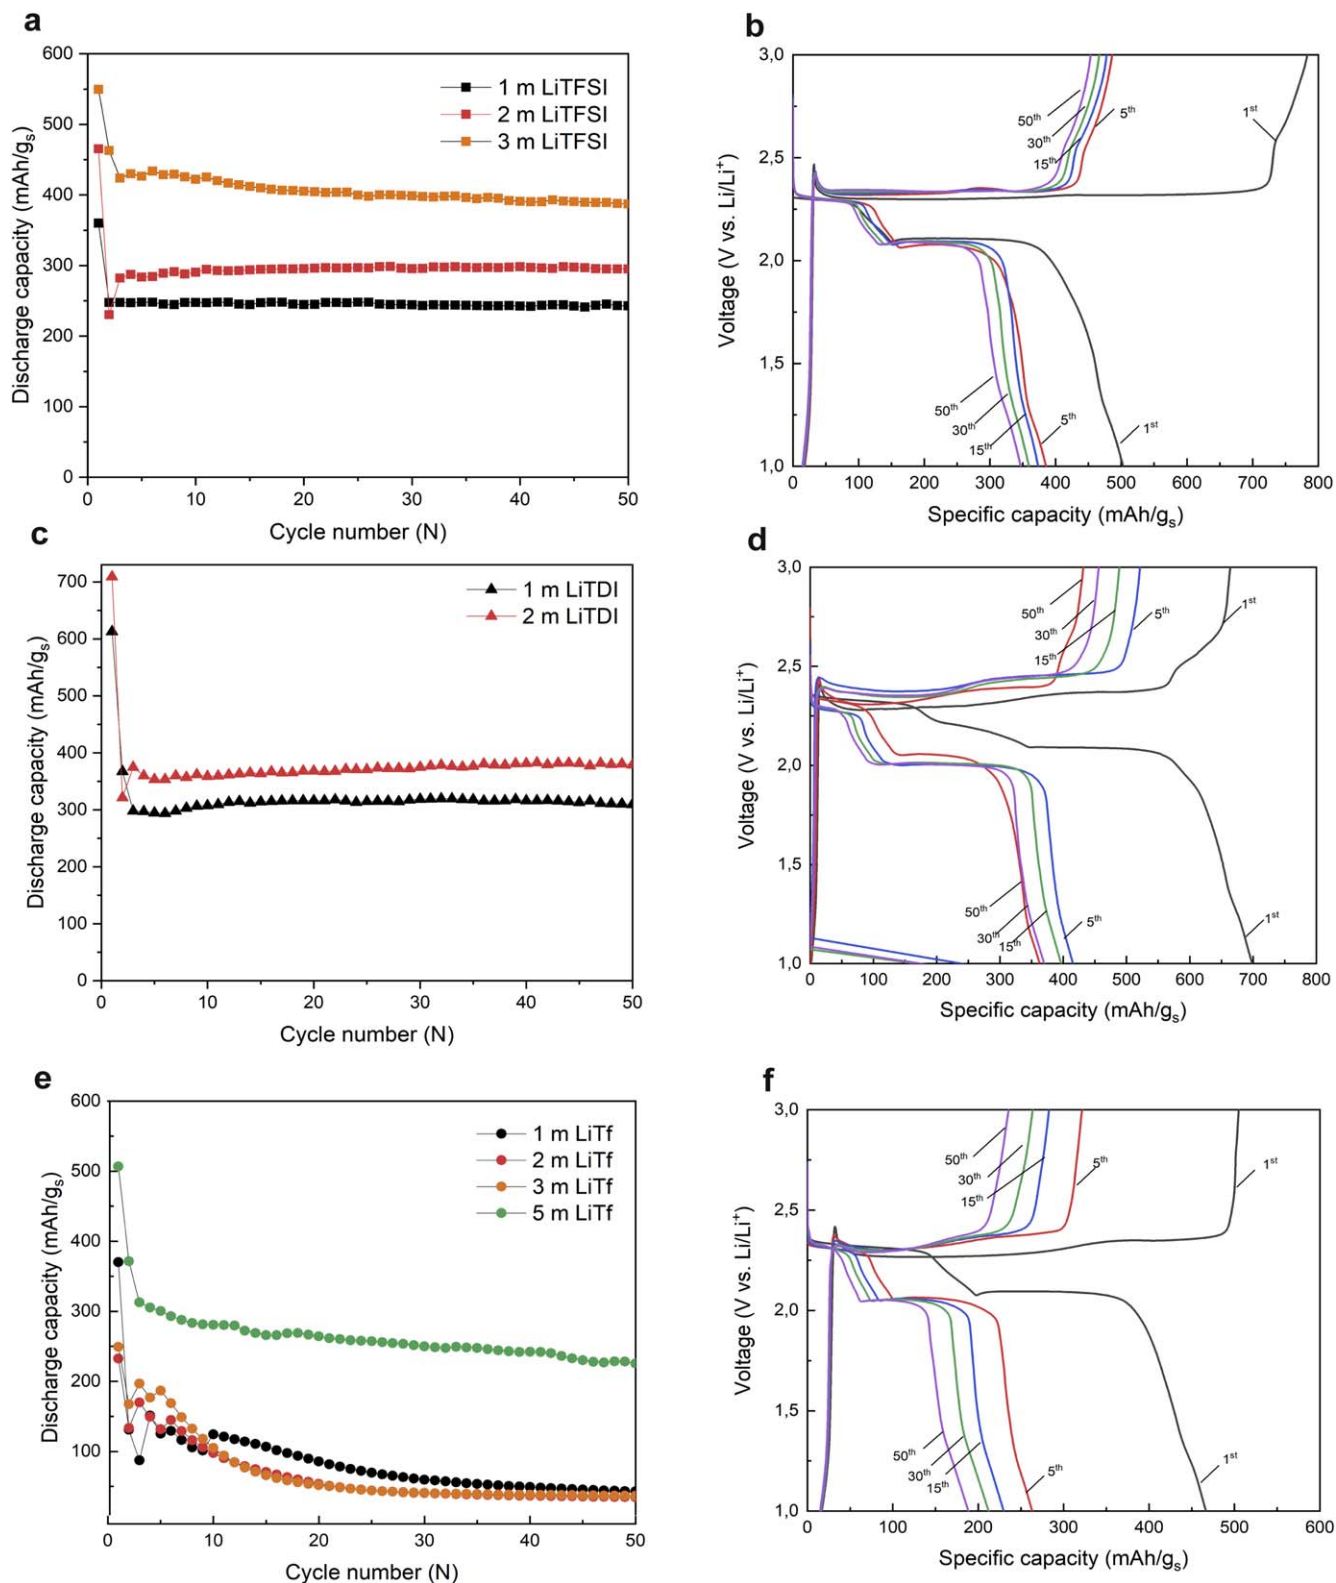 a
600
500
400
300
200
100
0
0 10 20 30 40 50
Discharge capacity (mAh/gₛ)
Cycle number (N)
1 m LiTFSI
2 m LiTFSI
3 m LiTFSI
b
3,0
2,5
2,0
1,5
1,0
0 100 200 300 400 500 600 700 800
Voltage (V vs. Li/Li⁺)
Specific capacity (mAh/gₛ)
50ᵗʰ
30ᵗʰ
15ᵗʰ
5ᵗʰ
1ˢᵗ
50ᵗʰ
30ᵗʰ
15ᵗʰ
5ᵗʰ
1ˢᵗ
c
700
600
500
400
300
200
100
0
0 10 20 30 40 50
Discharge capacity (mAh/gₛ)
Cycle number (N)
1 m LiTDI
2 m LiTDI
d
3,0
2,5
2,0
1,5
1,0
0 100 200 300 400 500 600 700 800
Voltage (V vs. Li/Li⁺)
Specific capacity (mAh/gₛ)
50ᵗʰ
30ᵗʰ
15ᵗʰ
5ᵗʰ
1ˢᵗ
50ᵗʰ
30ᵗʰ
15ᵗʰ
5ᵗʰ
1ˢᵗ
e
600
500
400
300
200
100
0 10 20 30 40 50
Discharge capacity (mAh/gₛ)
Cycle number (N)
1 m LiTf
2 m LiTf
3 m LiTf
5 m LiTf
f
3,0
2,5
2,0
1,5
1,0
0 100 200 300 400 500 600
Voltage (V vs. Li/Li⁺)
Specific capacity (mAh/gₛ)
50ᵗʰ
30ᵗʰ
15ᵗʰ
5ᵗʰ
1ˢᵗ
50ᵗʰ
30ᵗʰ
15ᵗʰ
5ᵗʰ
1ˢᵗ